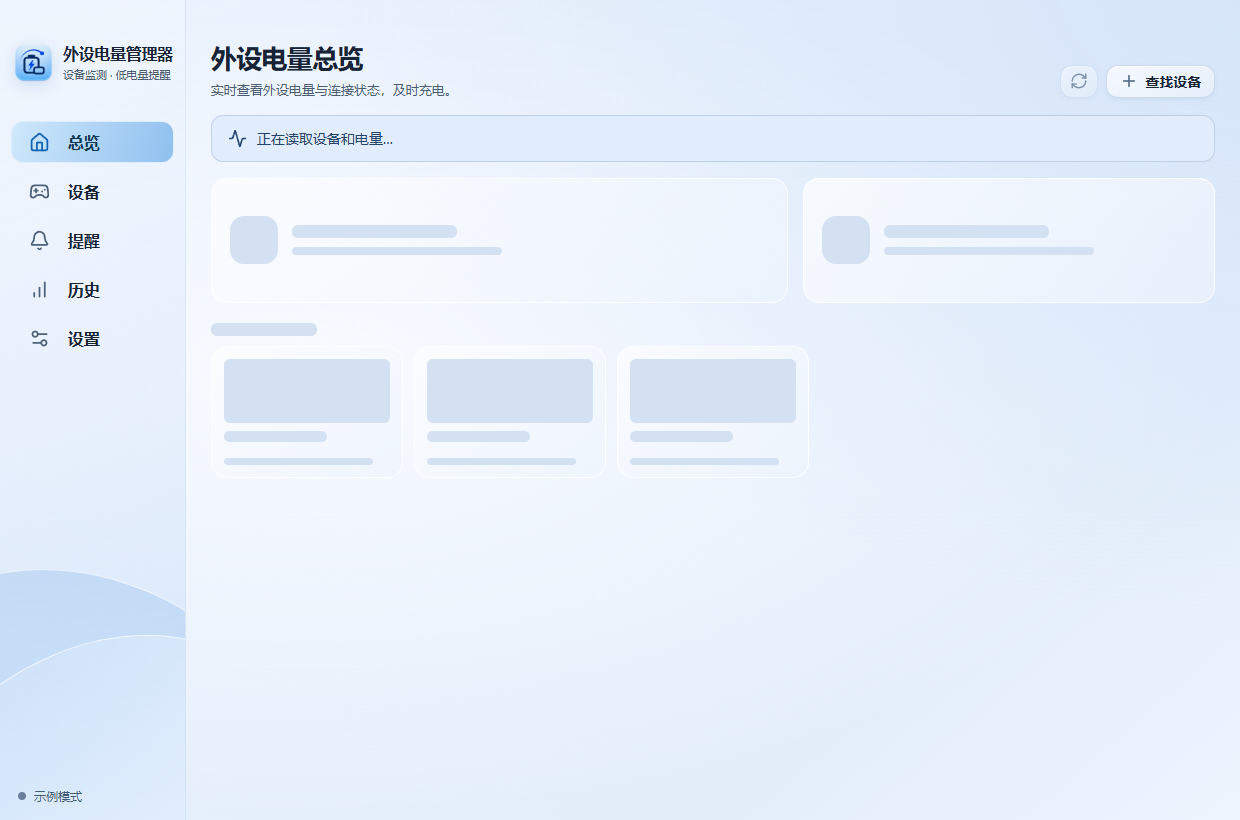 外设电量管理器
设备监测 · 低电量提醒
总览
设备
提醒
历史
设置
示例模式
外设电量总览
实时查看外设电量与连接状态，及时充电。
查找设备
正在读取设备和电量...